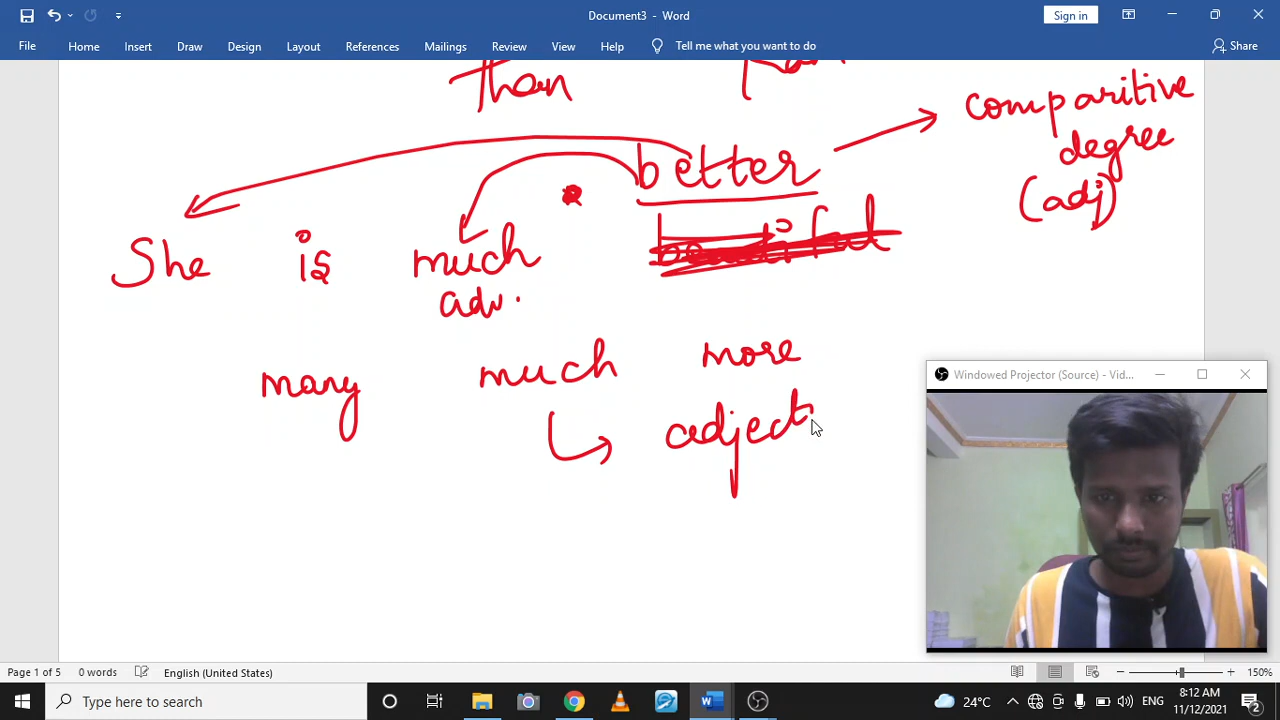 Document3 - Word
Sign in
File Home Insert Draw Design Layout References Mailings Review View Help Tell me what you want to do Share
than
comparitive
degree
(adj)
better
She is much beautiful
adv.
many much more
adject
Windowed Projector (Source) - Vid...
Page 1 of 5 0 words English (United States) 150%
Type here to search
24°C ENG 8:12 AM
11/12/2021 2